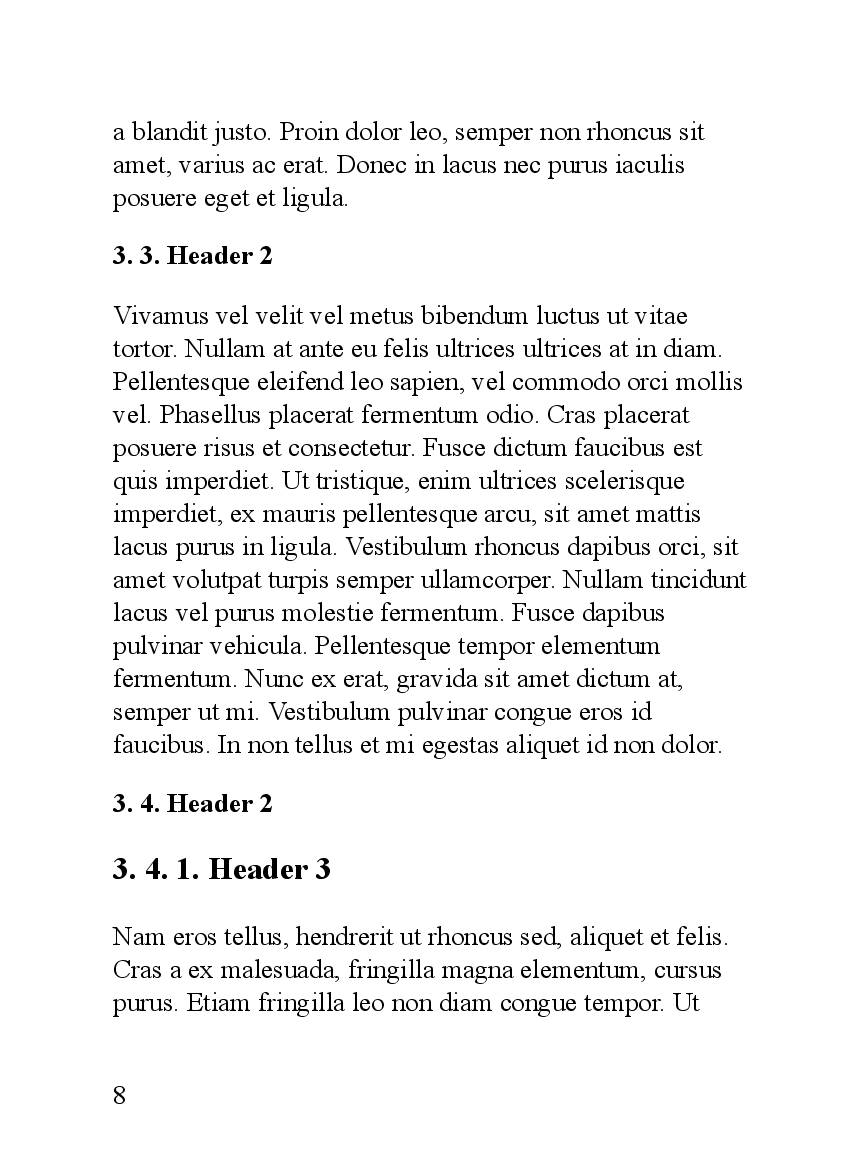 a blandit justo. Proin dolor leo, semper non rhoncus sit
amet, varius ac erat. Donec in lacus nec purus iaculis
posuere eget et ligula.
3. 3. Header 2
Vivamus vel velit vel metus bibendum luctus ut vitae
tortor. Nullam at ante eu felis ultrices ultrices at in diam.
Pellentesque eleifend leo sapien, vel commodo orci mollis
vel. Phasellus placerat fermentum odio. Cras placerat
posuere risus et consectetur. Fusce dictum faucibus est
quis imperdiet. Ut tristique, enim ultrices scelerisque
imperdiet, ex mauris pellentesque arcu, sit amet mattis
lacus purus in ligula. Vestibulum rhoncus dapibus orci, sit
amet volutpat turpis semper ullamcorper. Nullam tincidunt
lacus vel purus molestie fermentum. Fusce dapibus
pulvinar vehicula. Pellentesque tempor elementum
fermentum. Nunc ex erat, gravida sit amet dictum at,
semper ut mi. Vestibulum pulvinar congue eros id
faucibus. In non tellus et mi egestas aliquet id non dolor.
3. 4. Header 2
3. 4. 1. Header 3
Nam eros tellus, hendrerit ut rhoncus sed, aliquet et felis.
Cras a ex malesuada, fringilla magna elementum, cursus
purus. Etiam fringilla leo non diam congue tempor. Ut
8